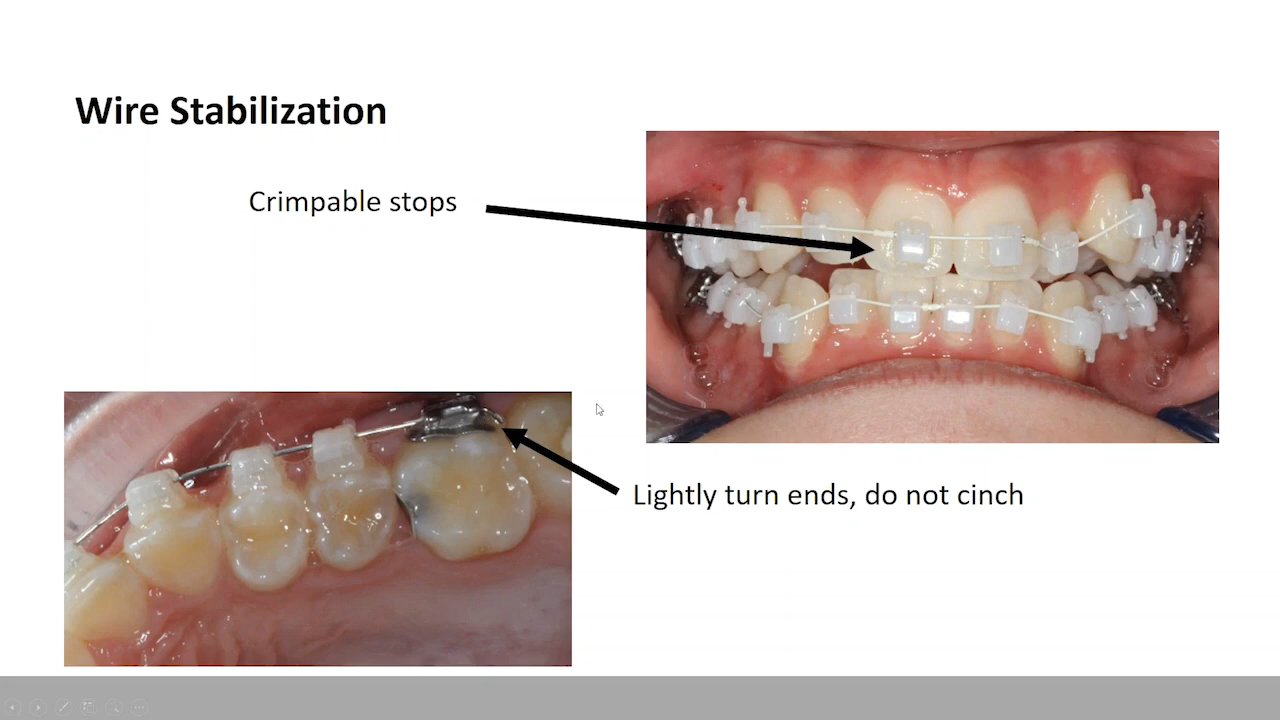 Wire Stabilization
Crimpable stops
Lightly turn ends, do not cinch